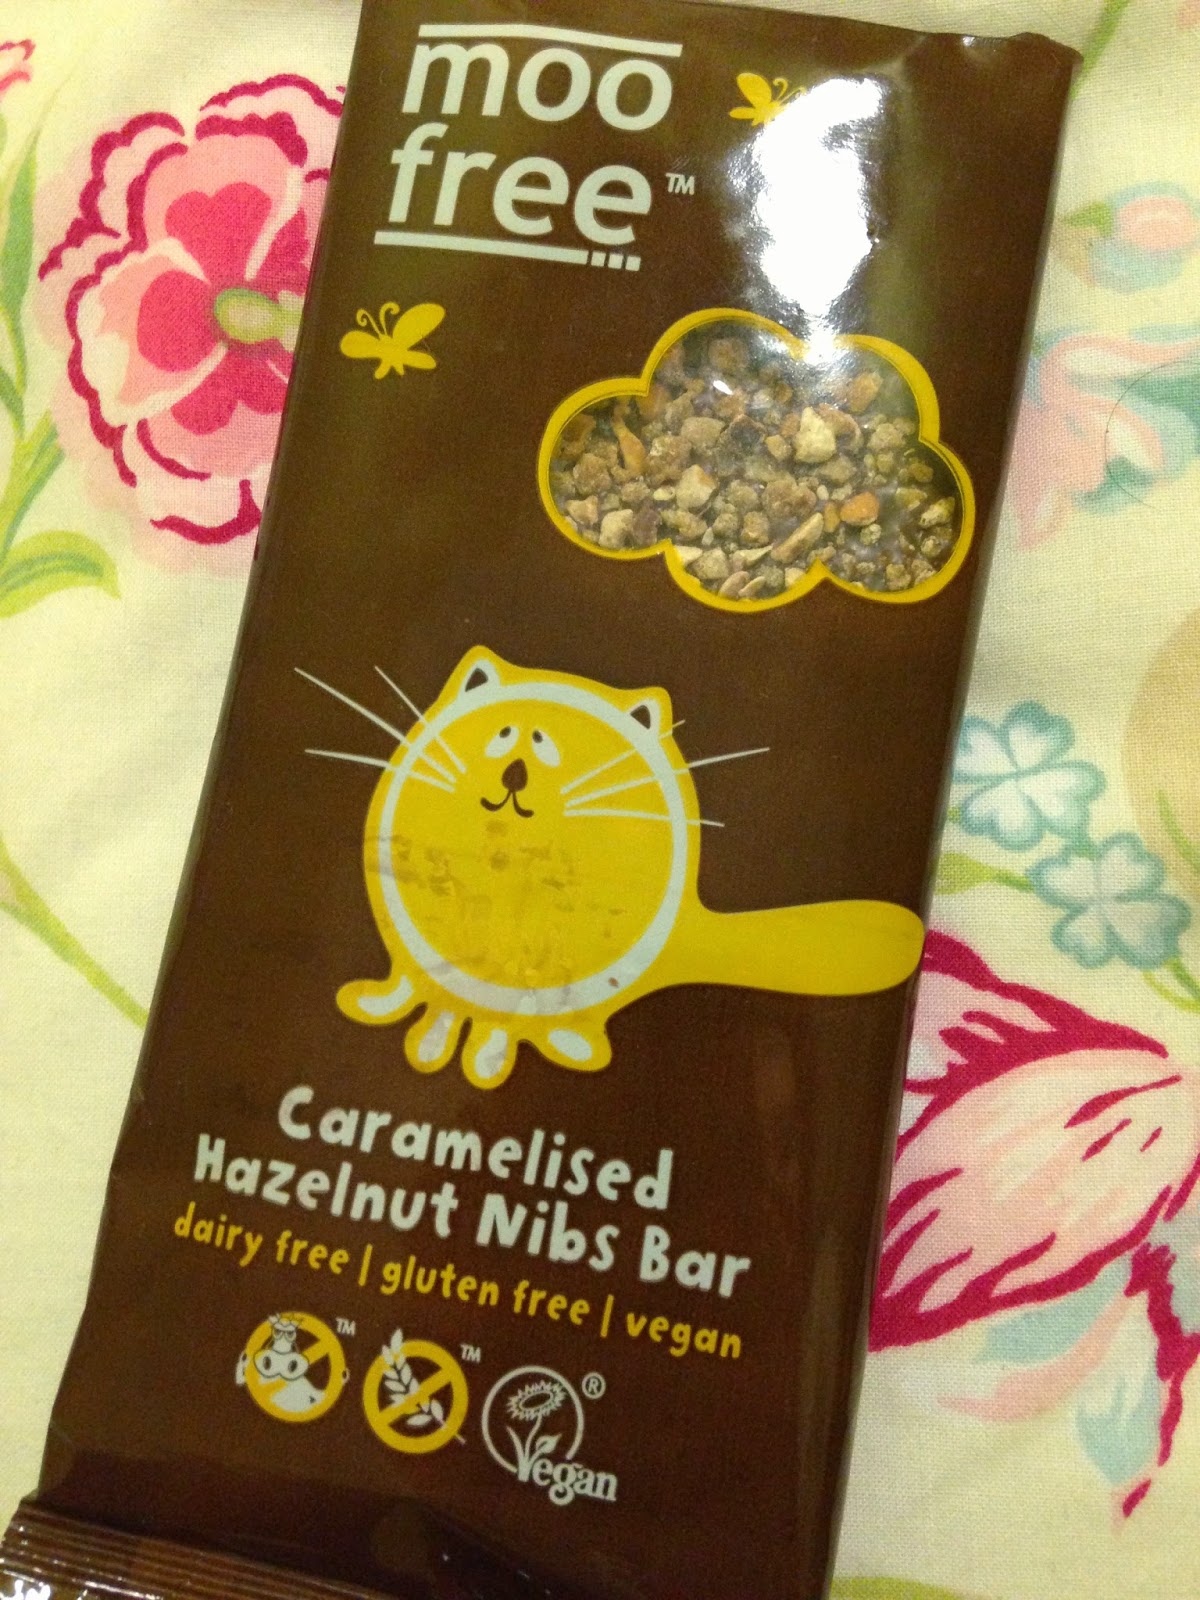 moo
free™
Caramelised
Hazelnut Nibs Bar
dairy free | gluten free | vegan
TM
TM
®
Vegan